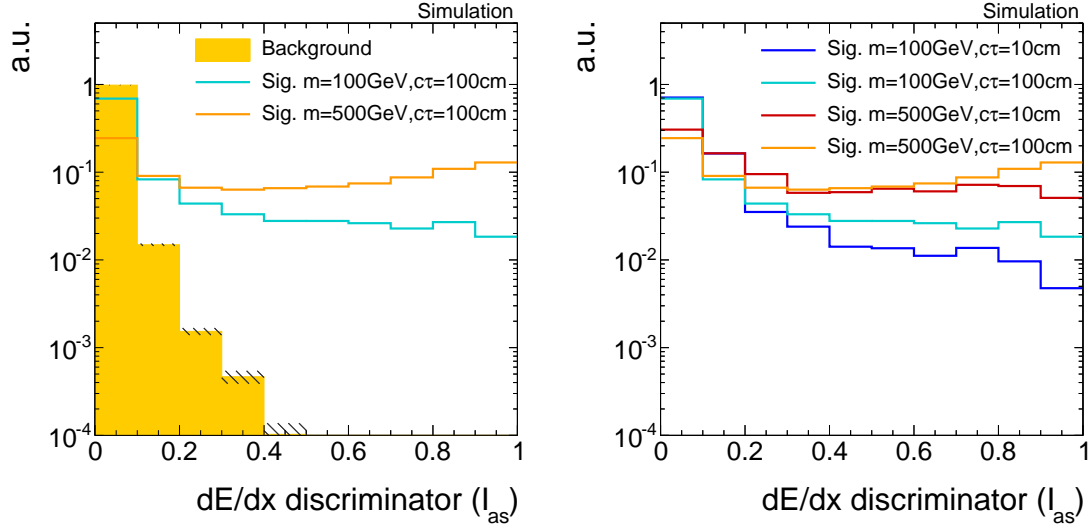 Simulation
a.u.
Background
Sig. m=100GeV,cτ=100cm
Sig. m=500GeV,cτ=100cm
1
10⁻¹
10⁻²
10⁻³
10⁻⁴
0 0.2 0.4 0.6 0.8 1
dE/dx discriminator (I_as)
Simulation
a.u.
Sig. m=100GeV,cτ=10cm
Sig. m=100GeV,cτ=100cm
Sig. m=500GeV,cτ=10cm
Sig. m=500GeV,cτ=100cm
1
10⁻¹
10⁻²
10⁻³
10⁻⁴
0 0.2 0.4 0.6 0.8 1
dE/dx discriminator (I_as)